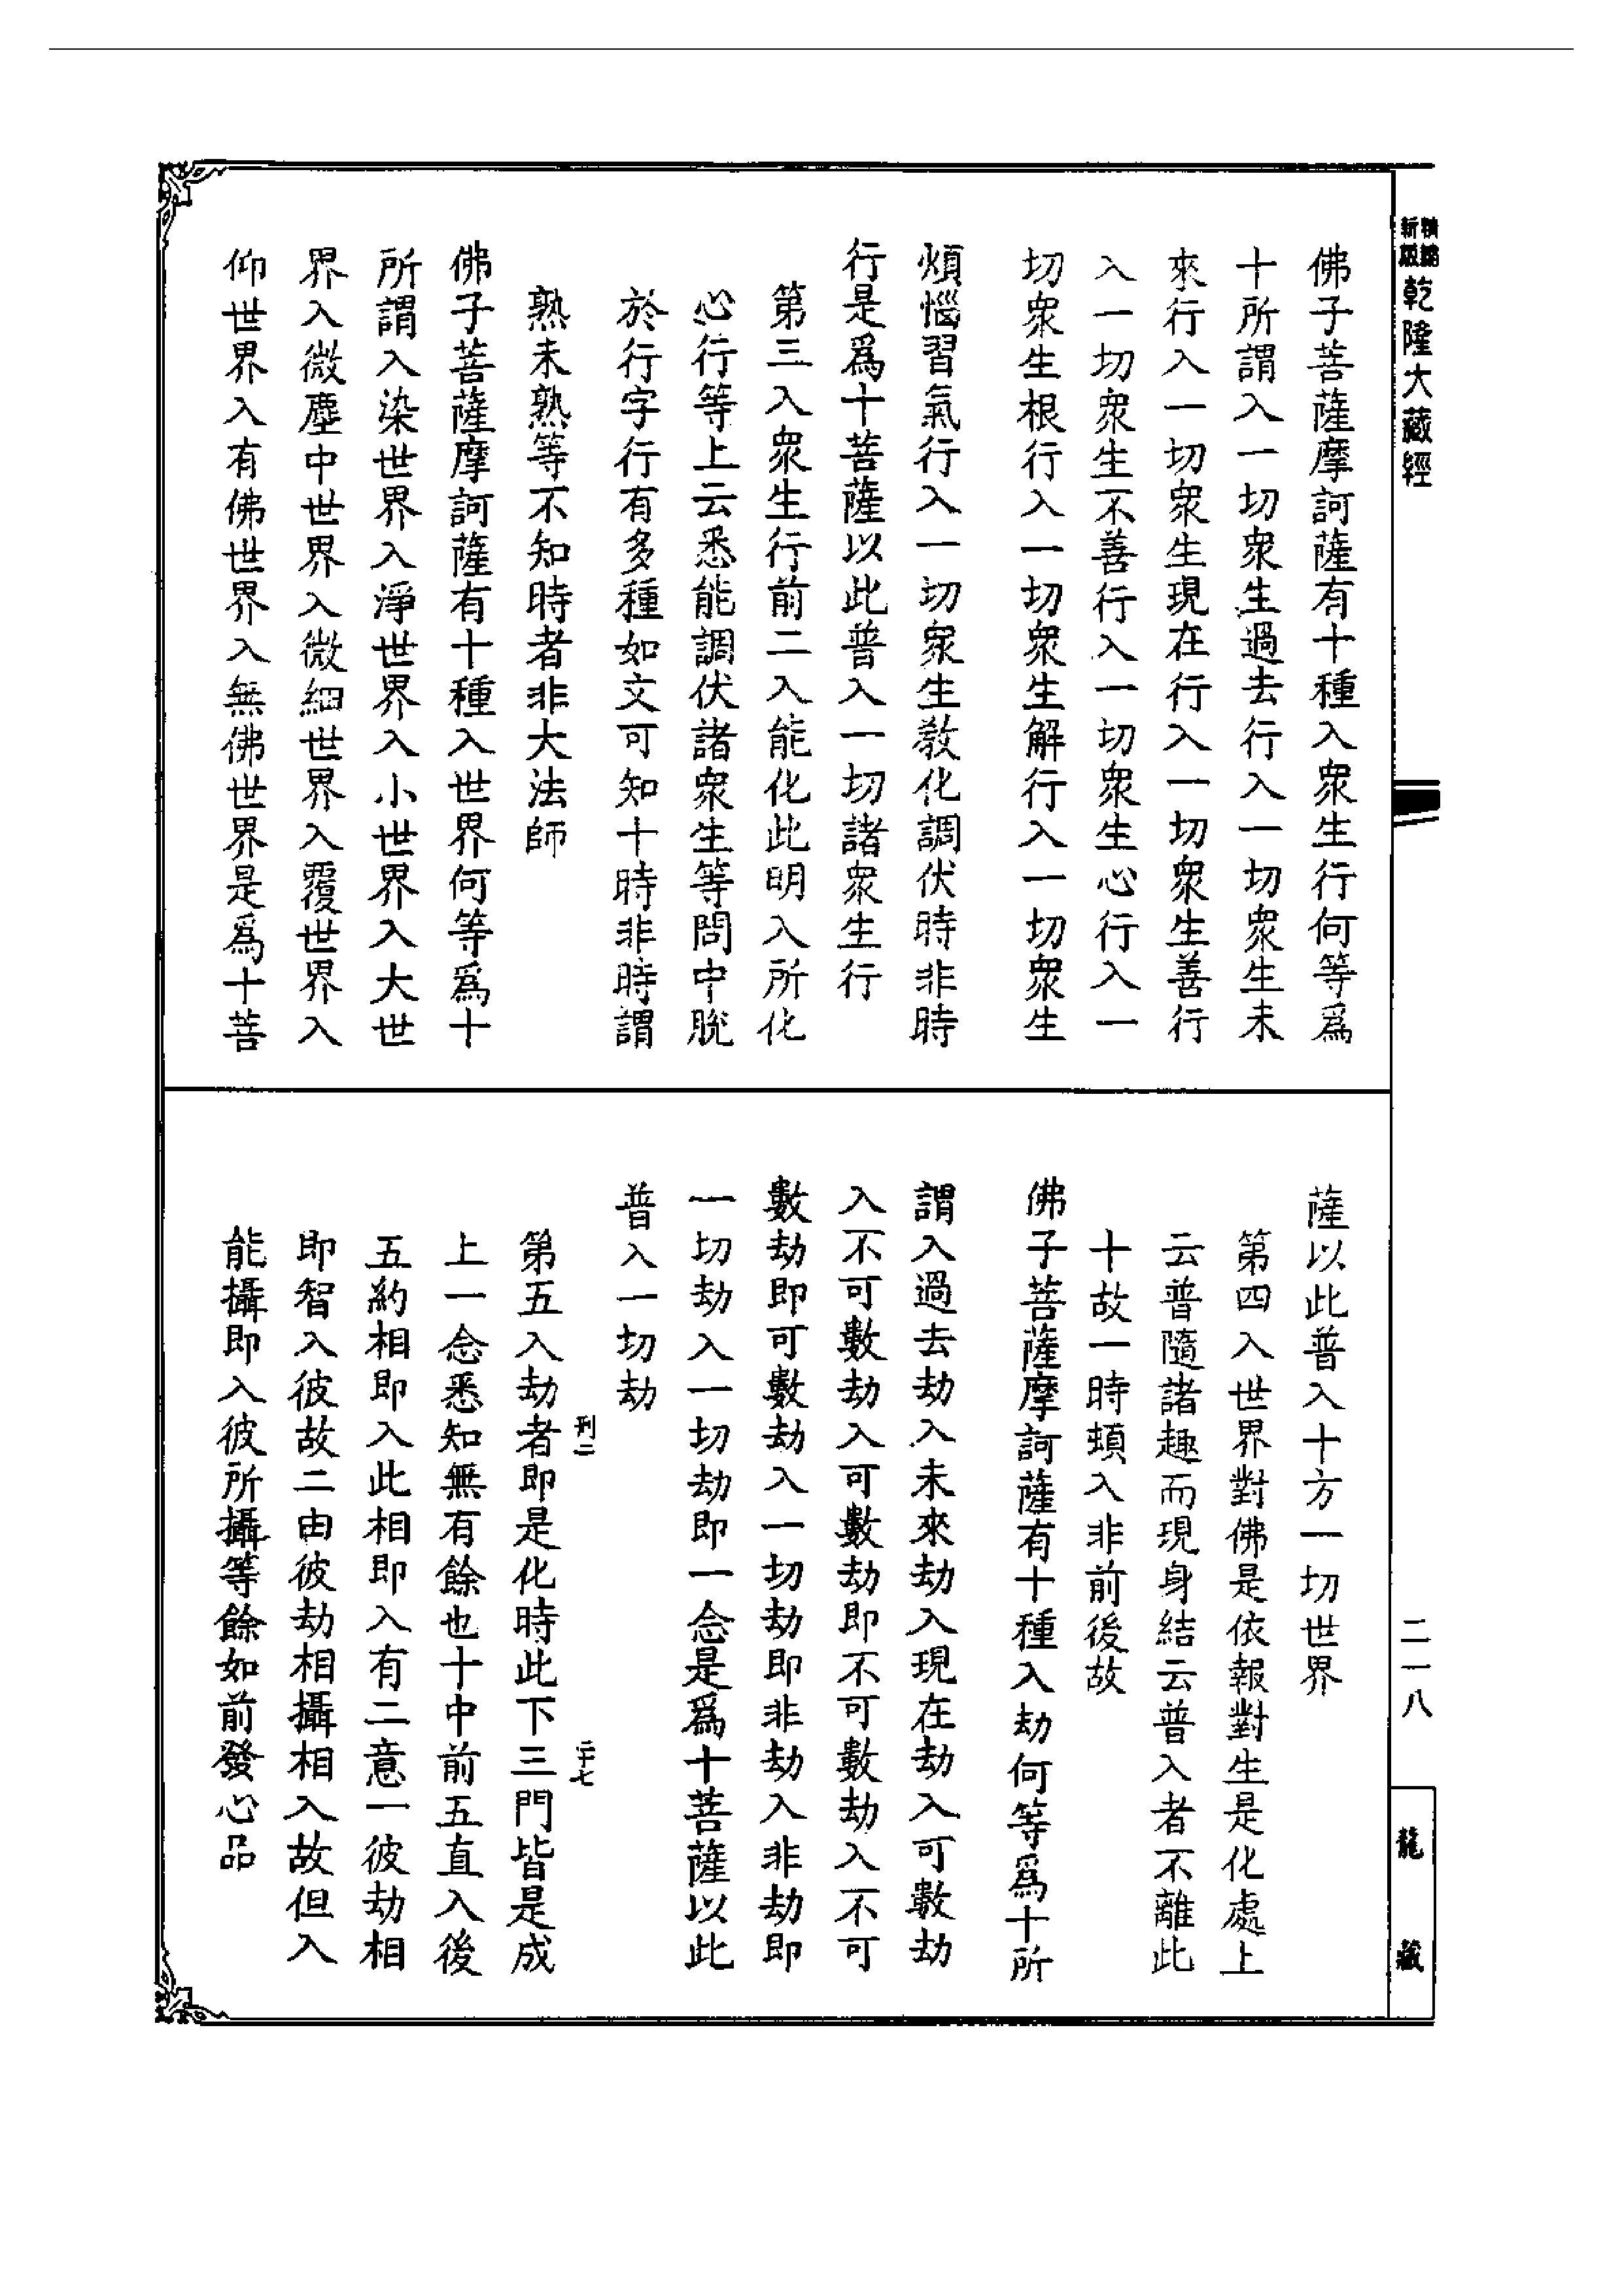 精編新版乾隆大藏經
佛子菩薩摩訶薩有十種入衆生行何等爲
十所謂入一切衆生過去行入一切衆生未
來行入一切衆生現在行入一切衆生善行
入一切衆生不善行入一切衆生心行入一
切衆生根行入一切衆生解行入一切衆生
煩惱習氣行入一切衆生教化調伏時非時
行是爲十菩薩以此普入一切諸衆生行
第三入衆生行前二入能化此明入所化
心行等上云悉能調伏諸衆生等問中脫
於行字行有多種如文可知十時非時謂
熟未熟等不知時者非大法師
佛子菩薩摩訶薩有十種入世界何等爲十
所謂入染世界入淨世界入小世界入大世
界入微塵中世界入微細世界入覆世界入
仰世界入有佛世界入無佛世界是爲十菩
薩以此普入十方一切世界
第四入世界對佛是依報對生是化處上
云普隨諸趣而現身結云普入者不離此
十故一時頓入非前後故
佛子菩薩摩訶薩有十種入劫何等爲十所
謂入過去劫入未來劫入現在劫入可數劫
入不可數劫入可數劫即不可數劫入不可
數劫即可數劫入一切劫即非劫入非劫即
一切劫入一切劫即一念是爲十菩薩以此
普入一切劫
刊二
二十七
第五入劫者即是化時此下三門皆是成
上一念悉知無有餘也十中前五直入後
五約相即入此相即入有二意一彼劫相
即智入彼故二由彼劫相攝相入故但入
能攝即入彼所攝等餘如前發心品
二一八
龍藏